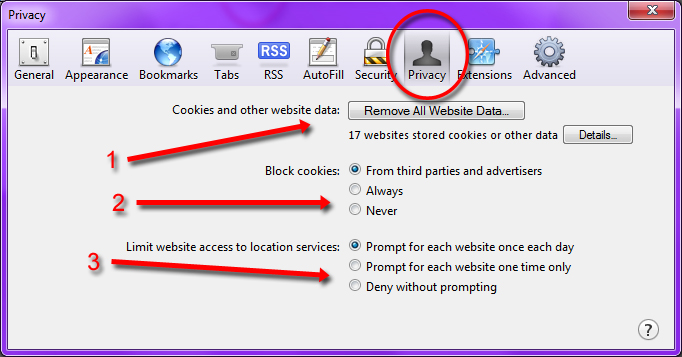 Privacy
RSS
General Appearance Bookmarks Tabs RSS AutoFill Security Privacy Extensions Advanced
Cookies and other website data: Remove All Website Data...
17 websites stored cookies or other data Details...
1
Block cookies: From third parties and advertisers
Always
2
Never
Limit website access to location services: Prompt for each website once each day
3
Prompt for each website one time only
Deny without prompting
?